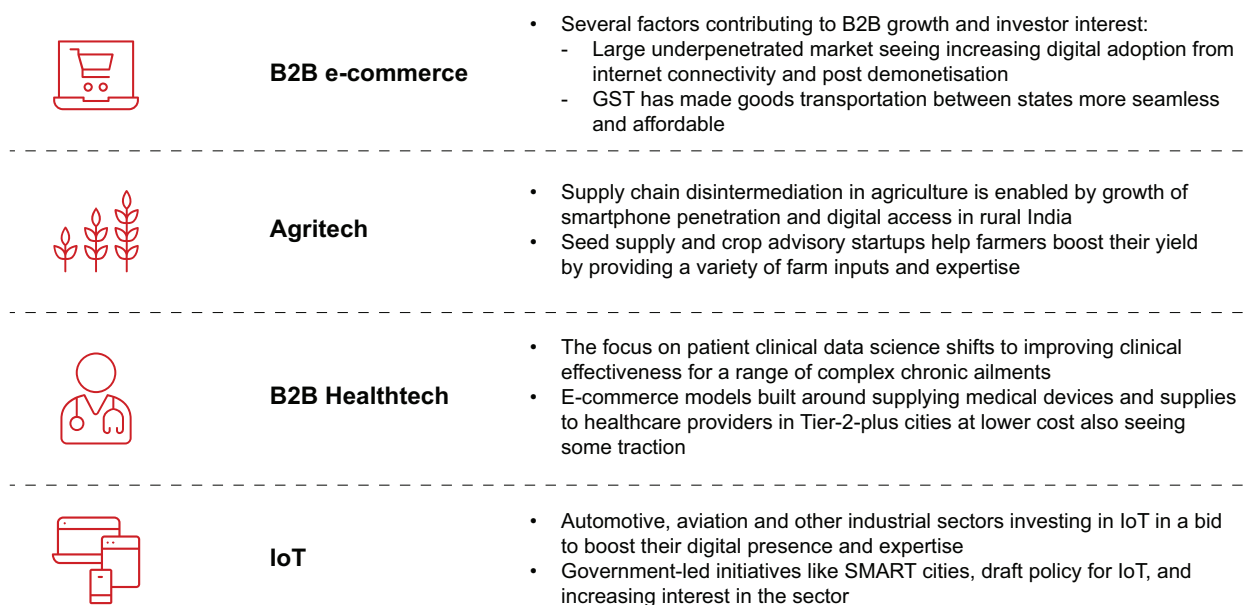 B2B e-commerce
• Several factors contributing to B2B growth and investor interest:
- Large underpenetrated market seeing increasing digital adoption from
internet connectivity and post demonetisation
- GST has made goods transportation between states more seamless
and affordable
Agritech
• Supply chain disintermediation in agriculture is enabled by growth of
smartphone penetration and digital access in rural India
• Seed supply and crop advisory startups help farmers boost their yield
by providing a variety of farm inputs and expertise
B2B Healthtech
• The focus on patient clinical data science shifts to improving clinical
effectiveness for a range of complex chronic ailments
• E-commerce models built around supplying medical devices and supplies
to healthcare providers in Tier-2-plus cities at lower cost also seeing
some traction
IoT
• Automotive, aviation and other industrial sectors investing in IoT in a bid
to boost their digital presence and expertise
• Government-led initiatives like SMART cities, draft policy for IoT, and
increasing interest in the sector